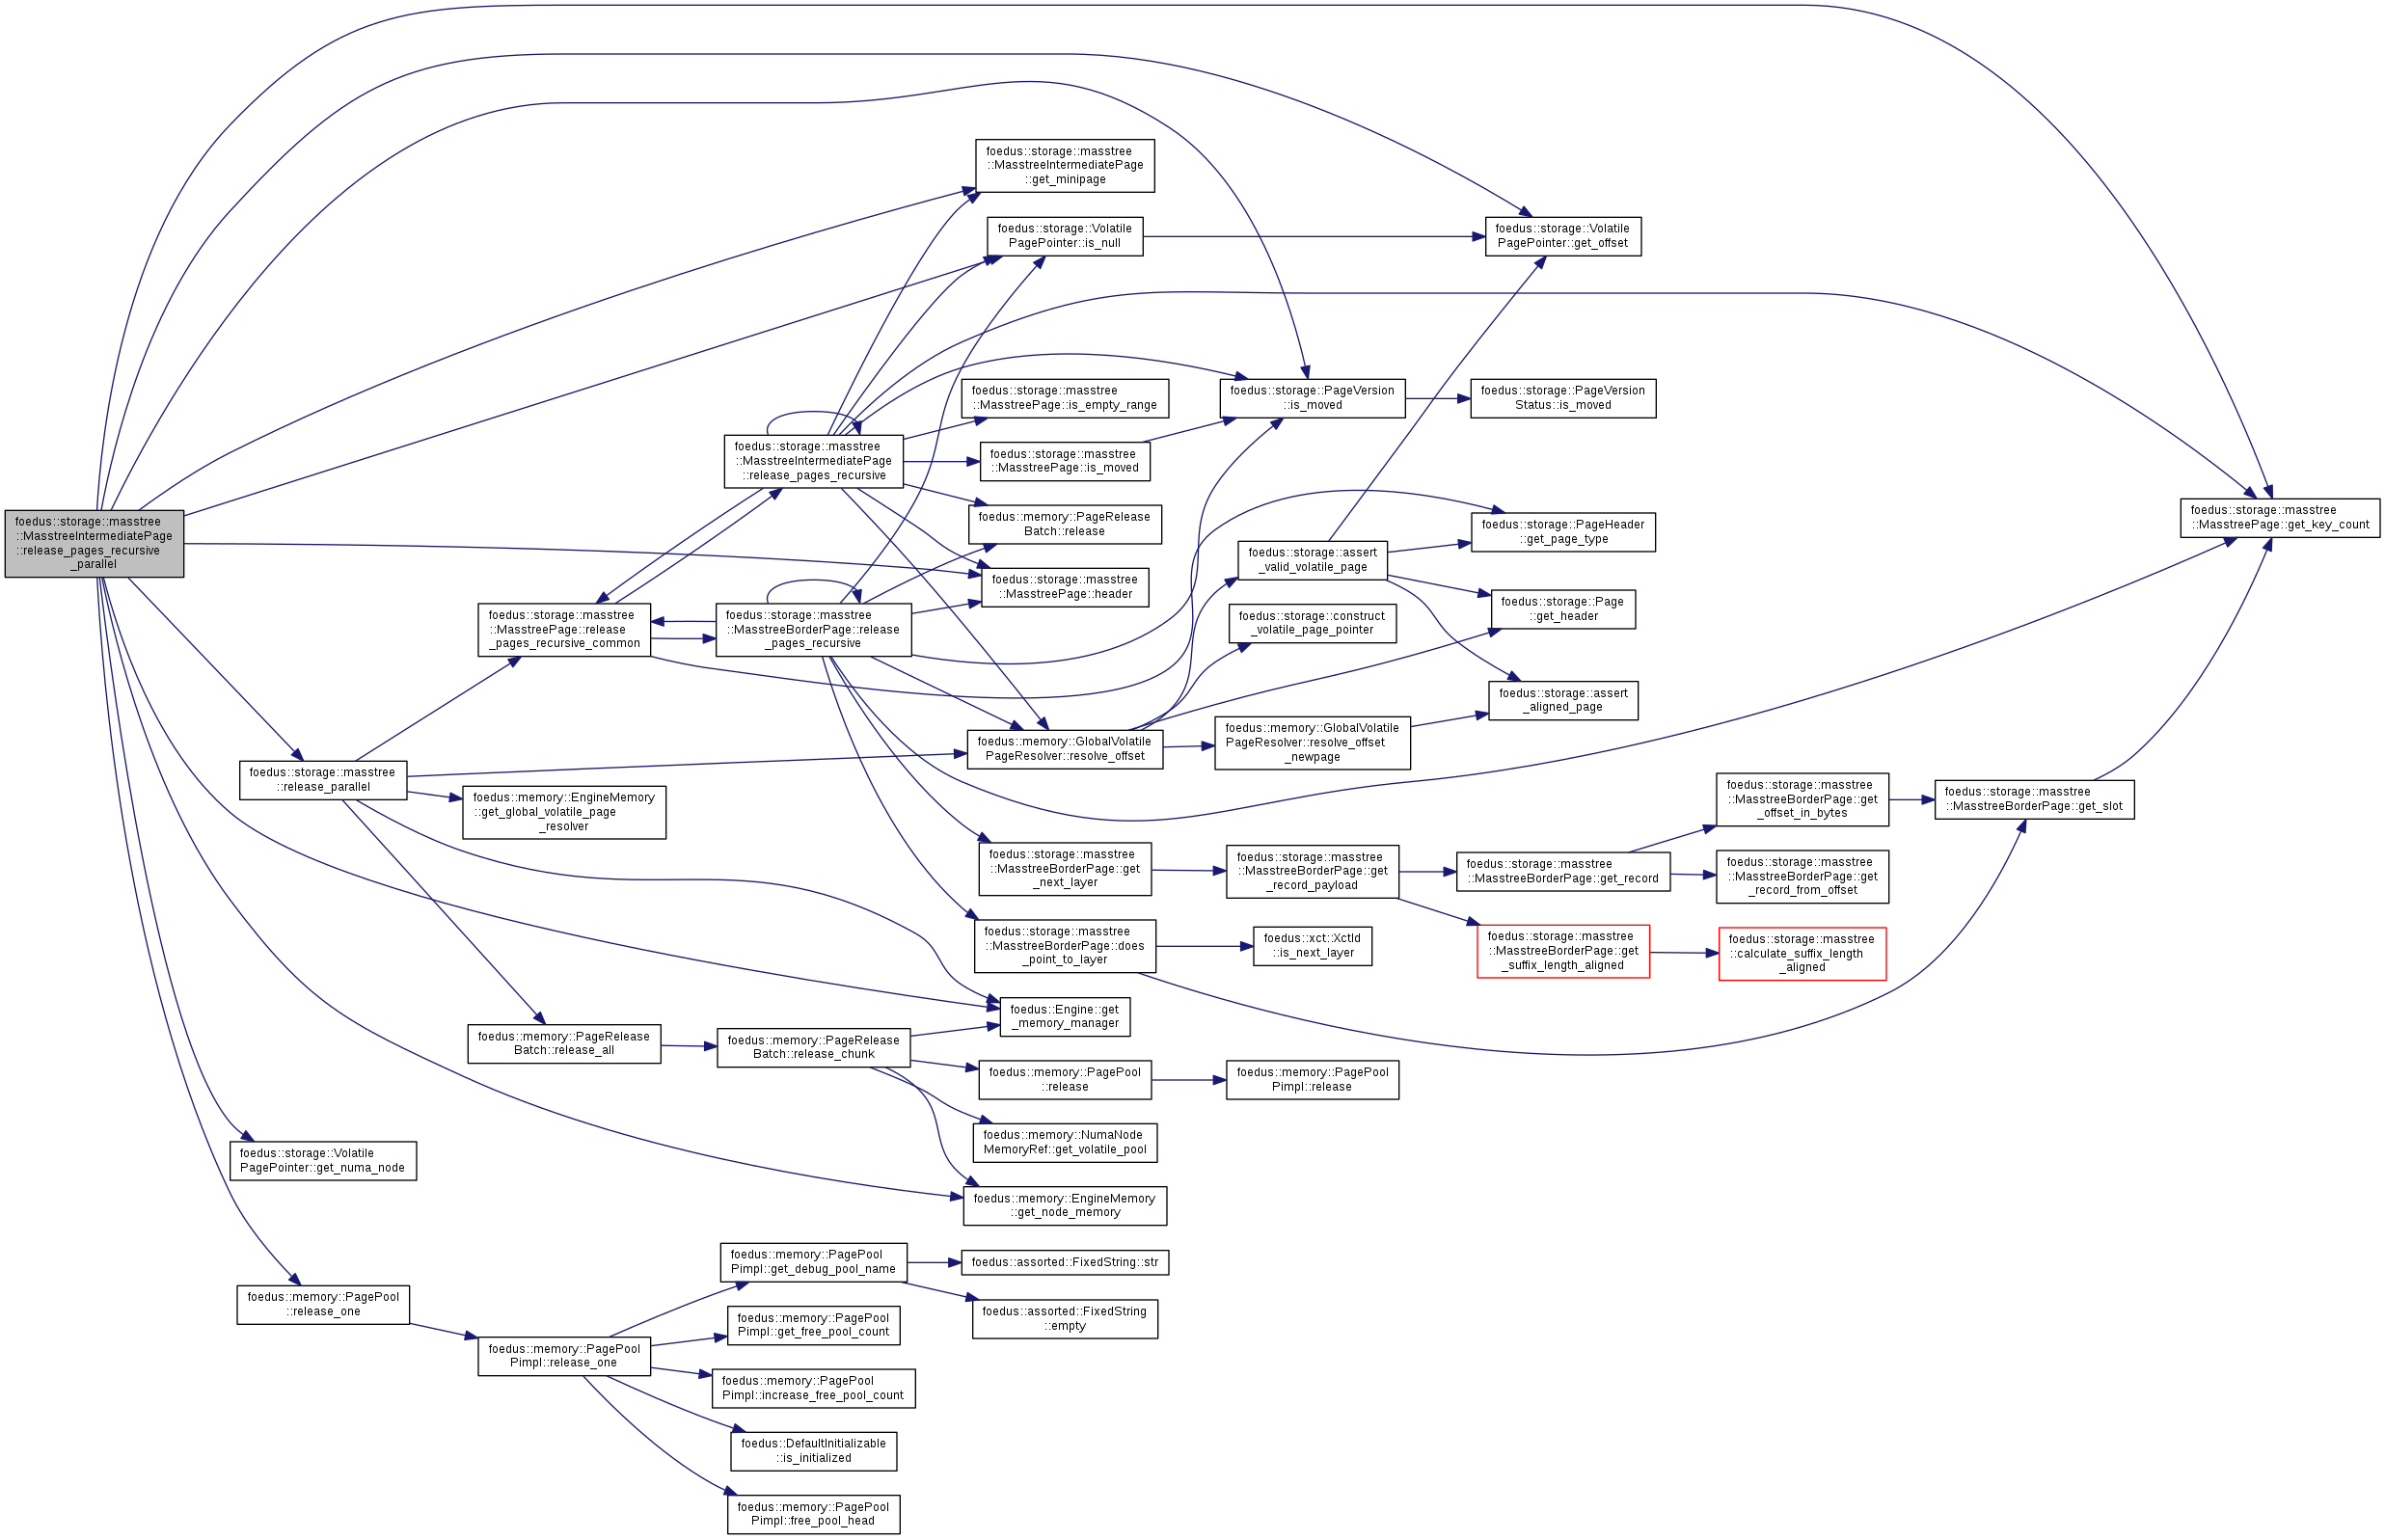 foedus::storage::masstree
::MasstreeIntermediatePage
::release_pages_recursive
_parallel
foedus::storage::masstree
::MasstreeIntermediatePage
::get_minipage
foedus::storage::Volatile
PagePointer::is_null
foedus::storage::Volatile
PagePointer::get_offset
foedus::storage::masstree
::MasstreePage::is_empty_range
foedus::storage::PageVersion
::is_moved
foedus::storage::PageVersion
Status::is_moved
foedus::storage::masstree
::MasstreeIntermediatePage
::release_pages_recursive
foedus::storage::masstree
::MasstreePage::is_moved
foedus::memory::PageRelease
Batch::release
foedus::storage::masstree
::MasstreePage::get_key_count
foedus::storage::PageHeader
::get_page_type
foedus::storage::assert
_valid_volatile_page
foedus::storage::masstree
::MasstreePage::header
foedus::storage::Page
::get_header
foedus::storage::masstree
::MasstreePage::release
_pages_recursive_common
foedus::storage::masstree
::MasstreeBorderPage::release
_pages_recursive
foedus::storage::construct
_volatile_page_pointer
foedus::storage::assert
_aligned_page
foedus::memory::GlobalVolatile
PageResolver::resolve_offset
foedus::memory::GlobalVolatile
PageResolver::resolve_offset
_newpage
foedus::storage::masstree
::release_parallel
foedus::memory::EngineMemory
::get_global_volatile_page
_resolver
foedus::storage::masstree
::MasstreeBorderPage::get
_offset_in_bytes
foedus::storage::masstree
::MasstreeBorderPage::get_slot
foedus::storage::masstree
::MasstreeBorderPage::get
_next_layer
foedus::storage::masstree
::MasstreeBorderPage::get
_record_payload
foedus::storage::masstree
::MasstreeBorderPage::get_record
foedus::storage::masstree
::MasstreeBorderPage::get
_record_from_offset
foedus::storage::masstree
::MasstreeBorderPage::does
_point_to_layer
foedus::xct::XctId
::is_next_layer
foedus::storage::masstree
::MasstreeBorderPage::get
_suffix_length_aligned
foedus::storage::masstree
::calculate_suffix_length
_aligned
foedus::Engine::get
_memory_manager
foedus::memory::PageRelease
Batch::release_all
foedus::memory::PageRelease
Batch::release_chunk
foedus::memory::PagePool
::release
foedus::memory::PagePool
Pimpl::release
foedus::memory::NumaNode
MemoryRef::get_volatile_pool
foedus::storage::Volatile
PagePointer::get_numa_node
foedus::memory::EngineMemory
::get_node_memory
foedus::memory::PagePool
Pimpl::get_debug_pool_name
foedus::assorted::FixedString::str
foedus::memory::PagePool
::release_one
foedus::assorted::FixedString
::empty
foedus::memory::PagePool
Pimpl::get_free_pool_count
foedus::memory::PagePool
Pimpl::release_one
foedus::memory::PagePool
Pimpl::increase_free_pool_count
foedus::DefaultInitializable
::is_initialized
foedus::memory::PagePool
Pimpl::free_pool_head